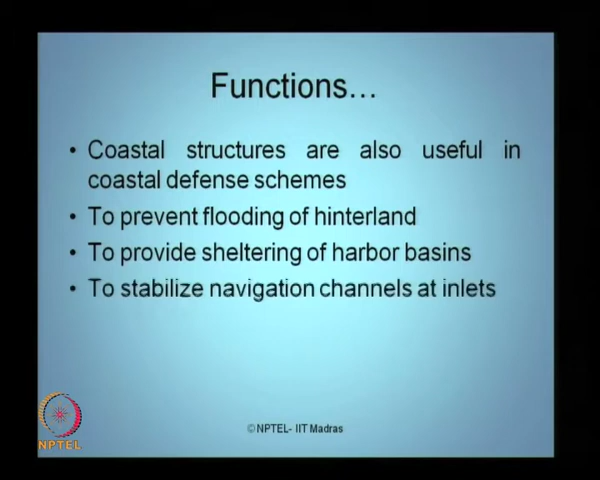 Functions…
• Coastal structures are also useful in
coastal defense schemes
• To prevent flooding of hinterland
• To provide sheltering of harbor basins
• To stabilize navigation channels at inlets
©NPTEL- IIT Madras
NPTEL